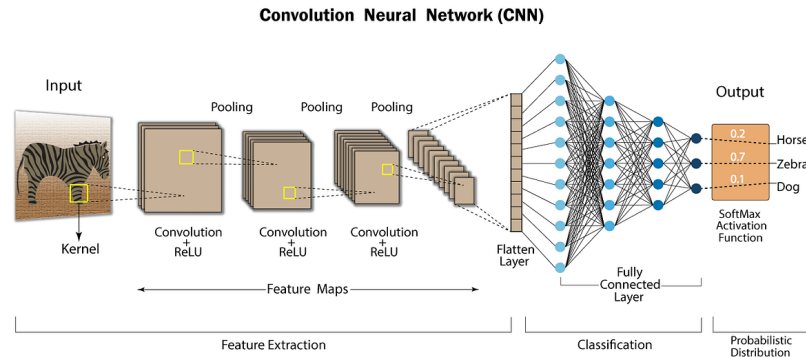 Convolution Neural Network (CNN)
Input
Kernel
Pooling
Pooling
Pooling
Convolution
+
ReLU
Convolution
+
ReLU
Convolution
+
ReLU
Feature Maps
Flatten
Layer
Fully
Connected
Layer
Output
0.2
0.7
0.1
Horse
Zebra
Dog
SoftMax
Activation
Function
Feature Extraction
Classification
Probabilistic
Distribution